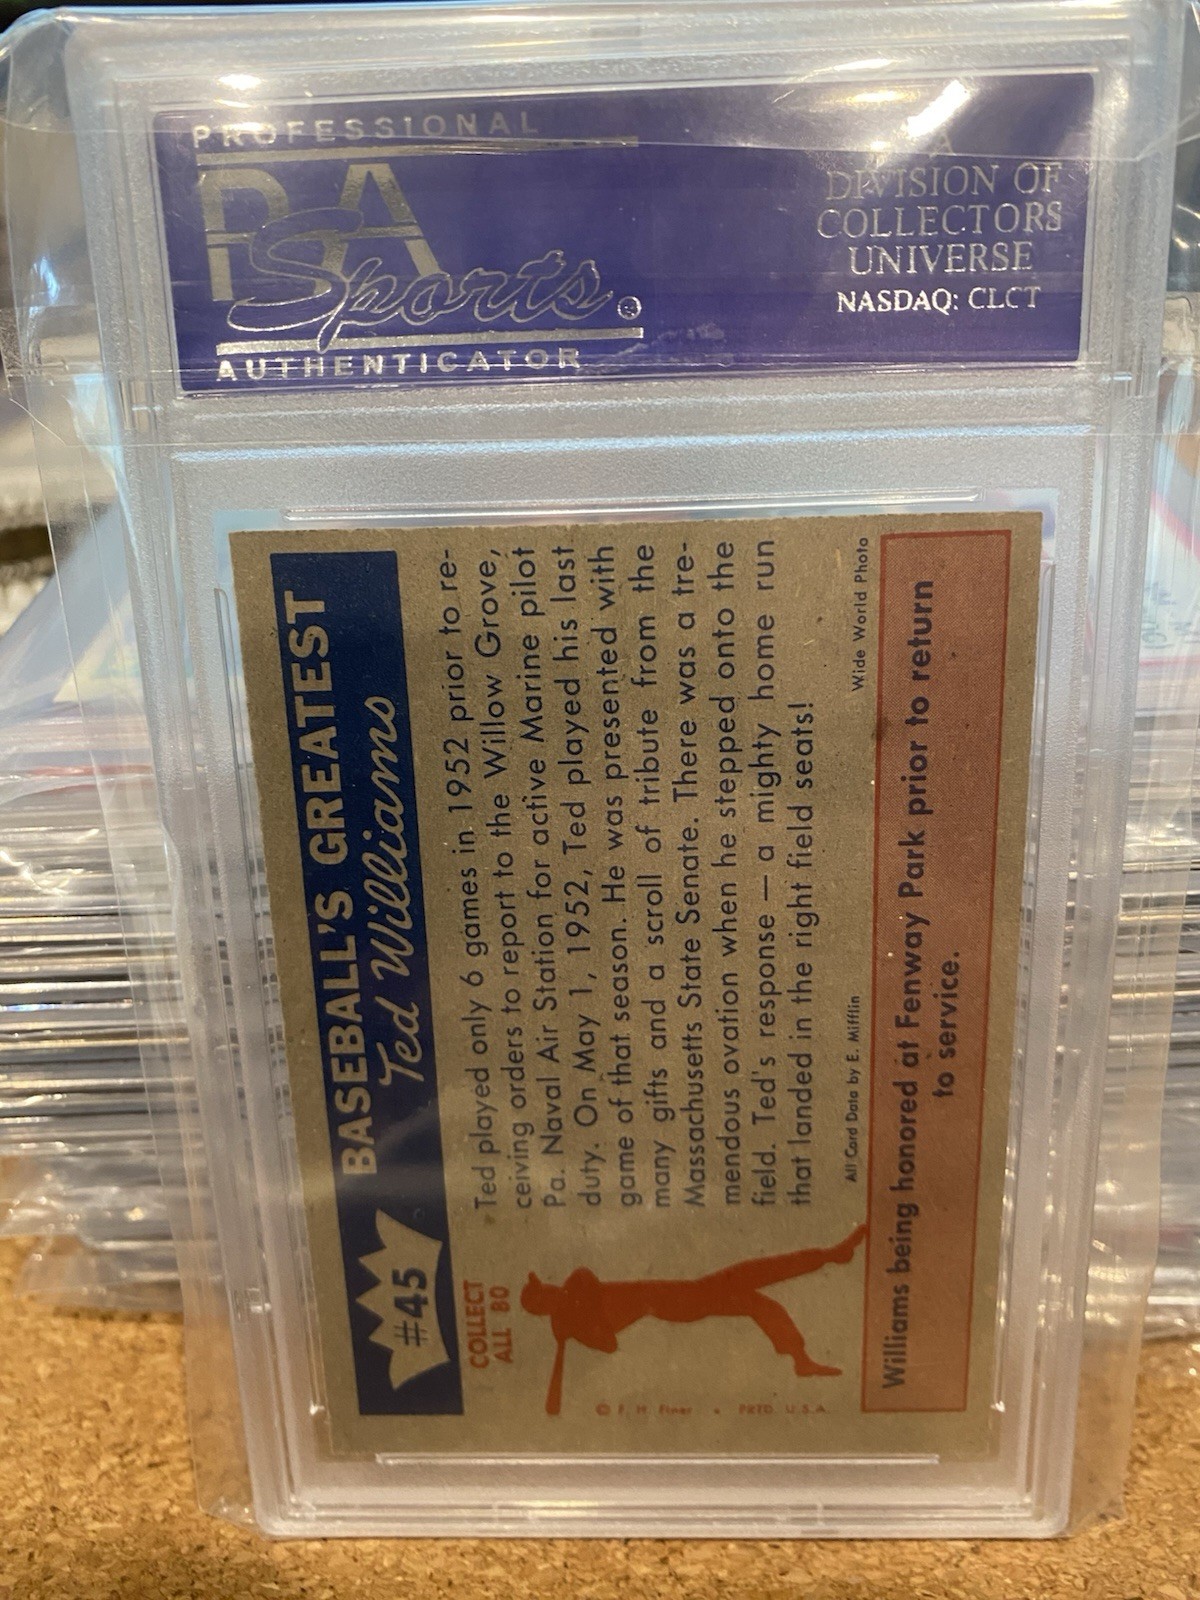 PROFESSIONAL
PSA
Sports
AUTHENTICATOR
A
DIVISION OF
COLLECTORS
UNIVERSE
NASDAQ: CLCT
#45
BASEBALL'S GREATEST
Ted Williams
COLLECT
ALL 80
Ted played only 6 games in 1952 prior to re-
ceiving orders to report to the Willow Grove,
Pa. Naval Air Station for active Marine pilot
duty. On May 1, 1952, Ted played his last
game of that season. He was presented with
many gifts and a scroll of tribute from the
Massachusetts State Senate. There was a tre-
mendous ovation when he stepped onto the
field. Ted's response — a mighty home run
that landed in the right field seats!
All Card Data by E. Mifflin
Wide World Photo
© F. H. Fleer • PRTD. U.S.A.
Williams being honored at Fenway Park prior to return
to service.